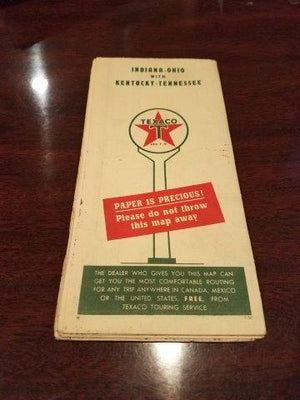 INDIANA-OHIO
WITH
KENTUCKY-TENNESSEE
TEXACO
T
PAPER IS PRECIOUS!
Please do not throw
this map away
THE DEALER WHO GIVES YOU THIS MAP CAN
GET YOU THE MOST COMFORTABLE ROUTING
FOR ANY TRIP ANYWHERE IN CANADA, MEXICO
OR THE UNITED STATES, FREE, FROM
TEXACO TOURING SERVICE